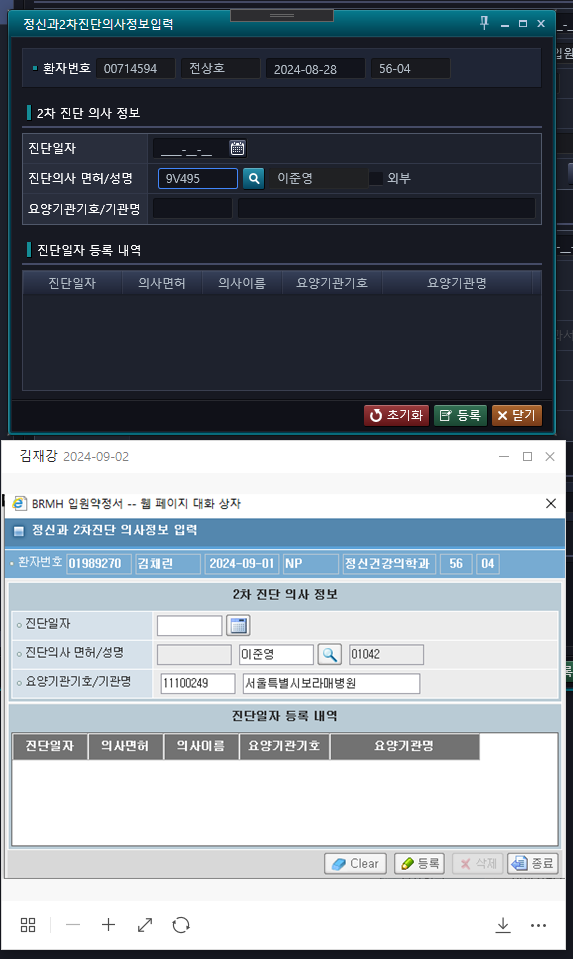 정신과2차진단의사정보입력
환자번호 00714594 전상호 2024-08-28 56-04
2차 진단 의사 정보
진단일자 ____-__-__
진단의사 면허/성명 9V495 이준영 외부
요양기관기호/기관명
진단일자 등록 내역
진단일자 의사면허 의사이름 요양기관기호 요양기관명
초기화 등록 닫기
김재강 2024-09-02
BRMH 입원약정서 -- 웹 페이지 대화 상자
정신과 2차진단 의사정보 입력
환자번호 01989270 김채린 2024-09-01 NP 정신건강의학과 56 04
2차 진단 의사 정보
진단일자
진단의사 면허/성명 이준영 01042
요양기관기호/기관명 11100249 서울특별시보라매병원
진단일자 등록 내역
진단일자 의사면허 의사이름 요양기관기호 요양기관명
Clear 등록 삭제 종료